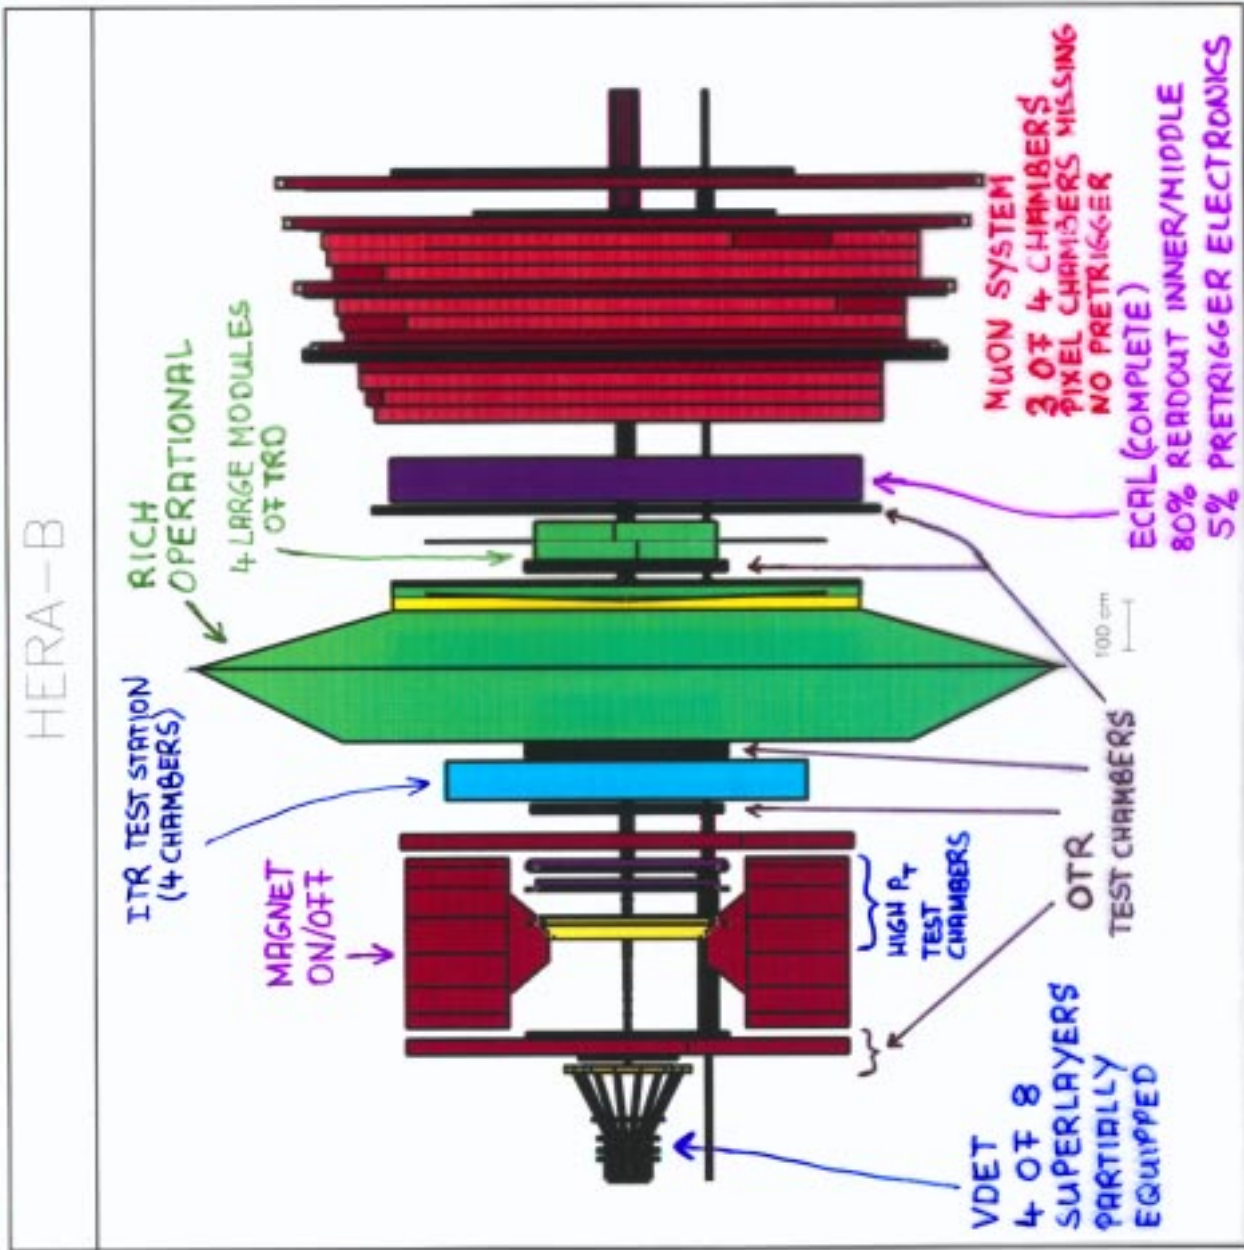 HERA-B
RICH
OPERATIONAL
4 LARGE MODULES
OF TRD
ITR TEST STATION
(4 CHAMBERS)
MAGNET
ON/OFF
MUON SYSTEM
3 OF 4 CHAMBERS
PIXEL CHAMBERS MISSING
NO PRETRIGGER
ECAL (COMPLETE)
80% READOUT INNER/MIDDLE
5% PRETRIGGER ELECTRONICS
100 cm
OTR
TEST CHAMBERS
HIGH PT
TEST
CHAMBERS
VDET
4 OF 8
SUPERLAYERS
PARTIALLY
EQUIPPED